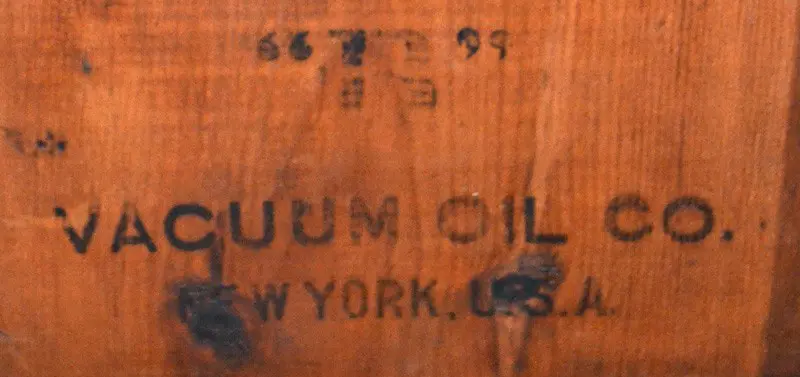 VACUUM OIL CO.
NEW YORK, U.S.A.